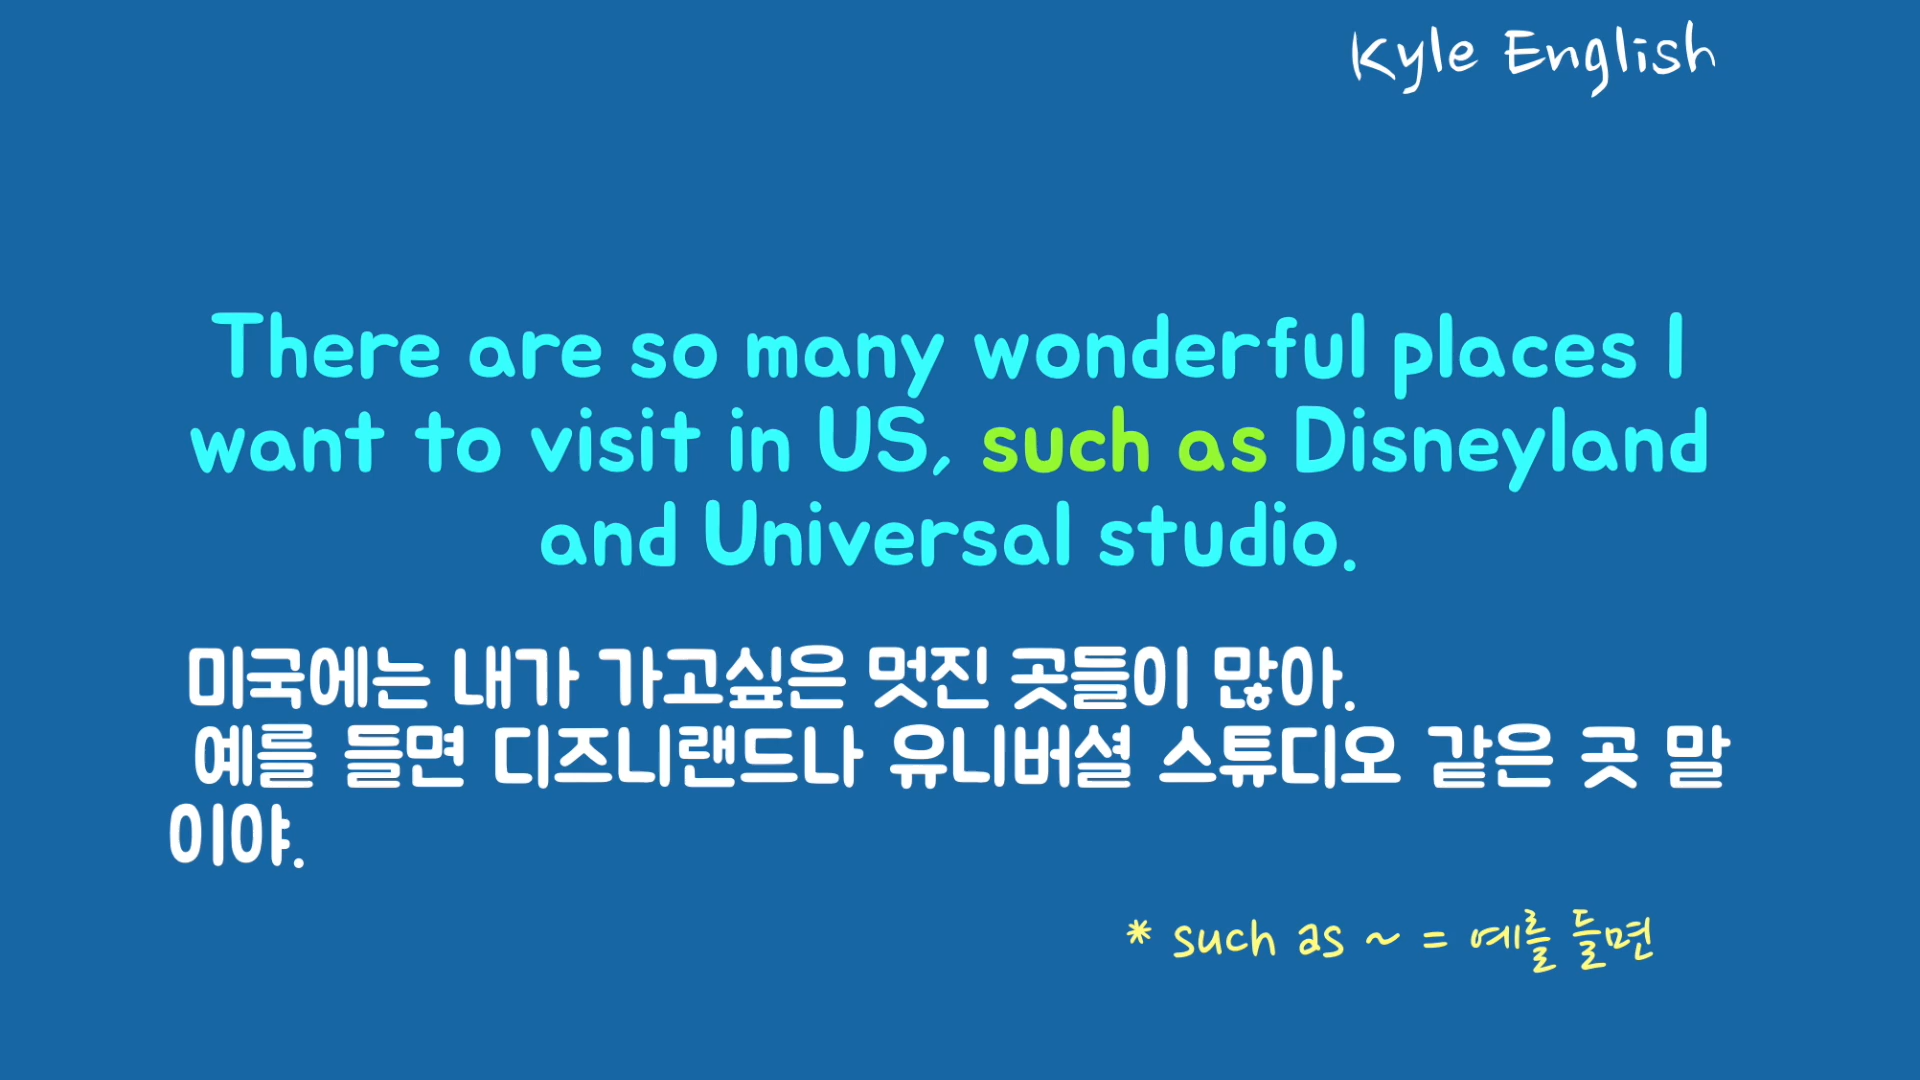 Kyle English
There are so many wonderful places I
want to visit in US, such as Disneyland
and Universal studio.
미국에는 내가 가고싶은 멋진 곳들이 많아.
예를 들면 디즈니랜드나 유니버셜 스튜디오 같은 곳 말
이야.
* such as ~ = 예를 들면